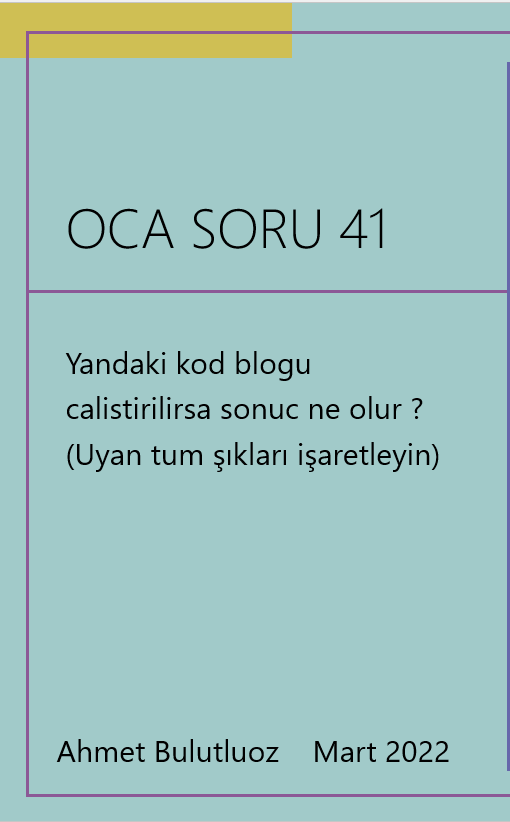 OCA SORU 41
Yandaki kod blogu
calistirilirsa sonuc ne olur ?
(Uyan tum şıkları işaretleyin)
Ahmet Bulutluoz Mart 2022